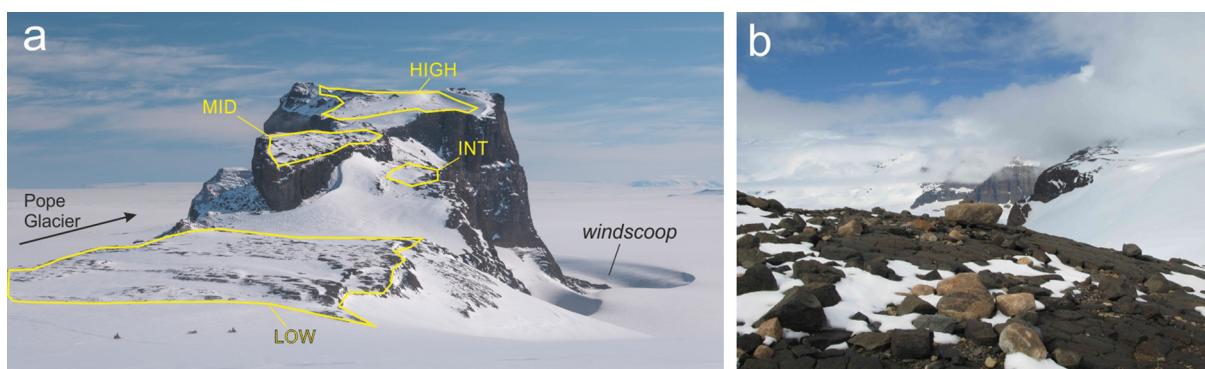 a
HIGH
MID
INT
Pope
Glacier
windscoop
LOW
b